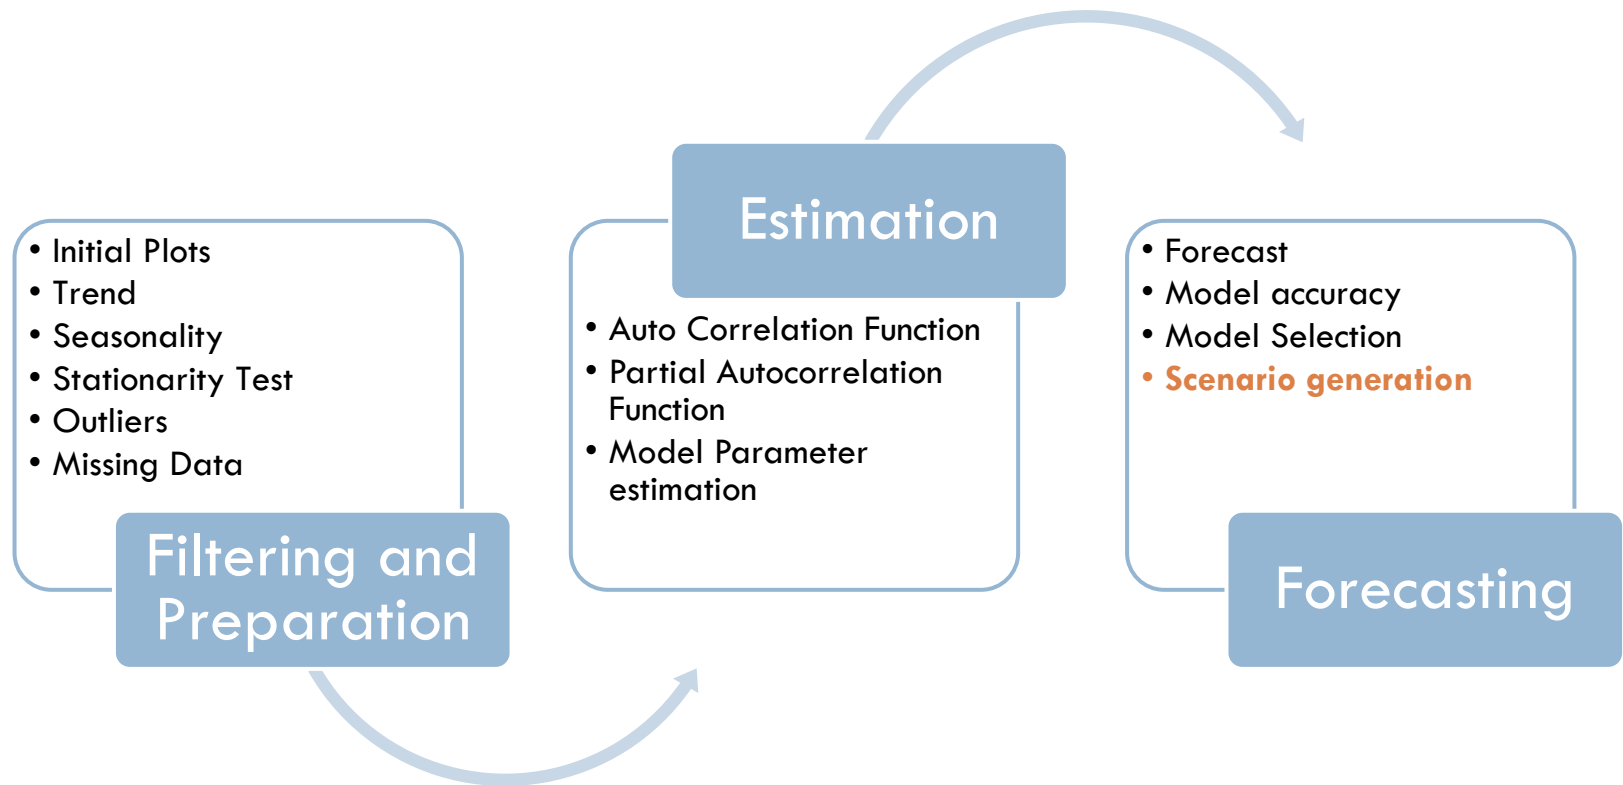 • Initial Plots
• Trend
• Seasonality
• Stationarity Test
• Outliers
• Missing Data
Filtering and
Preparation
Estimation
• Auto Correlation Function
• Partial Autocorrelation
Function
• Model Parameter
estimation
• Forecast
• Model accuracy
• Model Selection
• Scenario generation
Forecasting